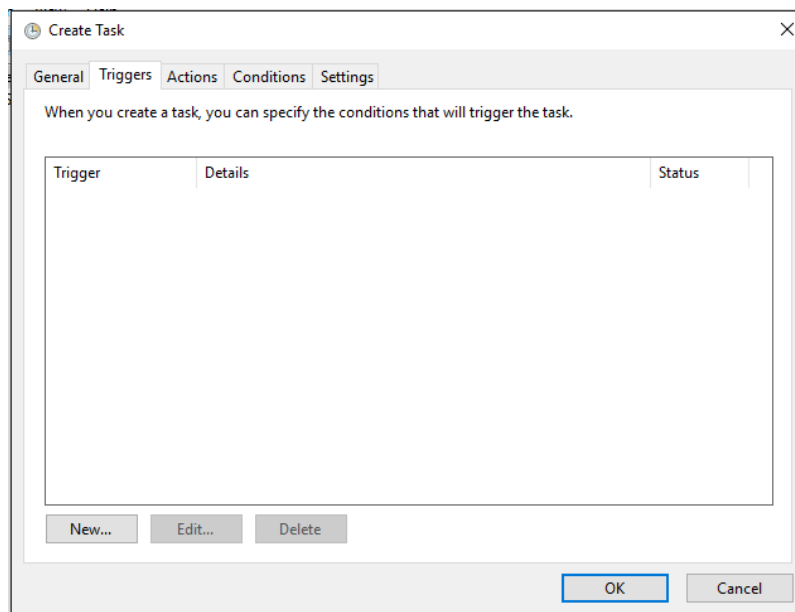 Create Task
General Triggers Actions Conditions Settings
When you create a task, you can specify the conditions that will trigger the task.
Trigger Details Status
New... Edit... Delete
OK Cancel